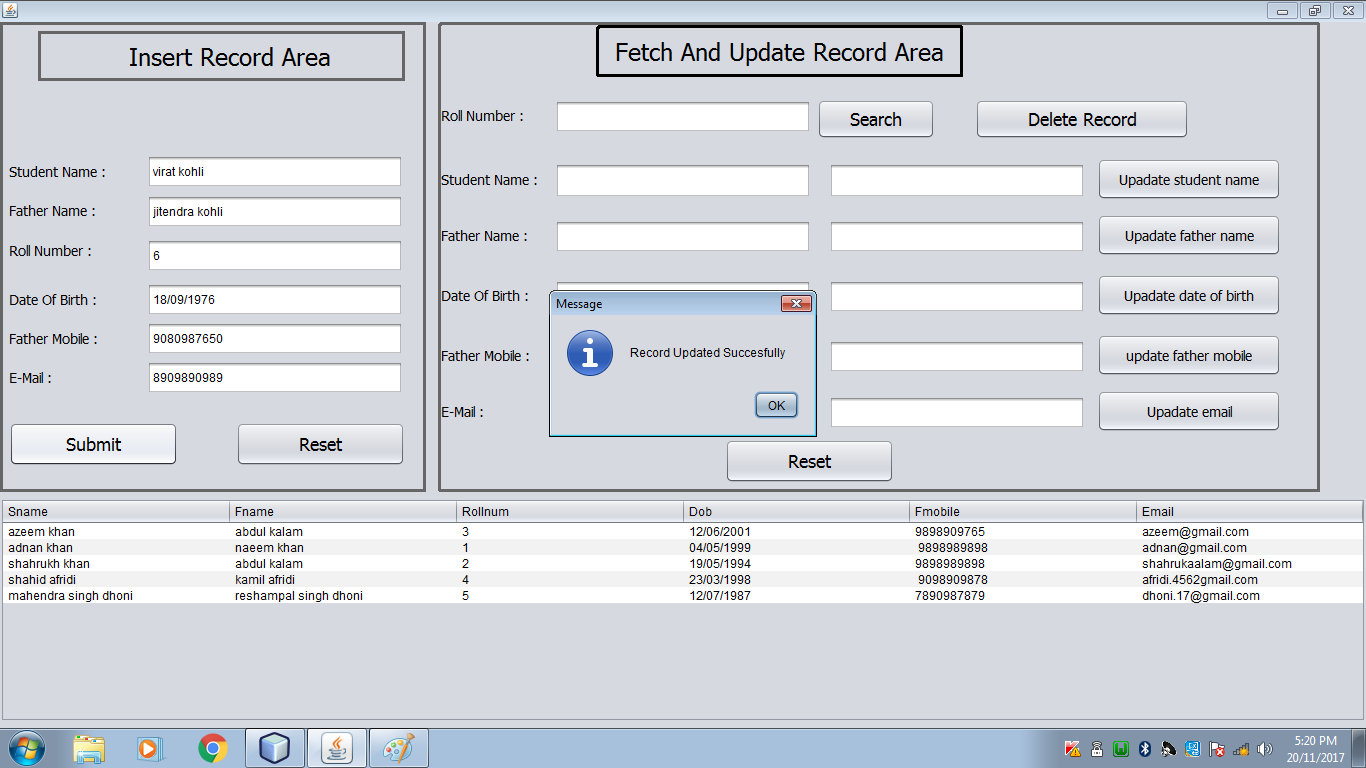 Insert Record Area
Student Name : virat kohli
Father Name : jitendra kohli
Roll Number : 6
Date Of Birth : 18/09/1976
Father Mobile : 9080987650
E-Mail : 8909890989
Submit Reset
Fetch And Update Record Area
Roll Number : Search Delete Record
Student Name : Upadate student name
Father Name : Upadate father name
Date Of Birth : Upadate date of birth
Father Mobile : update father mobile
E-Mail : Upadate email
Reset
Message
Record Updated Succesfully
OK
Sname Fname Rollnum Dob Fmobile Email
azeem khan abdul kalam 3 12/06/2001 9898909765 azeem@gmail.com
adnan khan naeem khan 1 04/05/1999 9898989898 adnan@gmail.com
shahrukh khan abdul kalam 2 19/05/1994 9898989898 shahrukaalam@gmail.com
shahid afridi kamil afridi 4 23/03/1998 9098909878 afridi.4562gmail.com
mahendra singh dhoni reshampal singh dhoni 5 12/07/1987 7890987879 dhoni.17@gmail.com
5:20 PM
20/11/2017